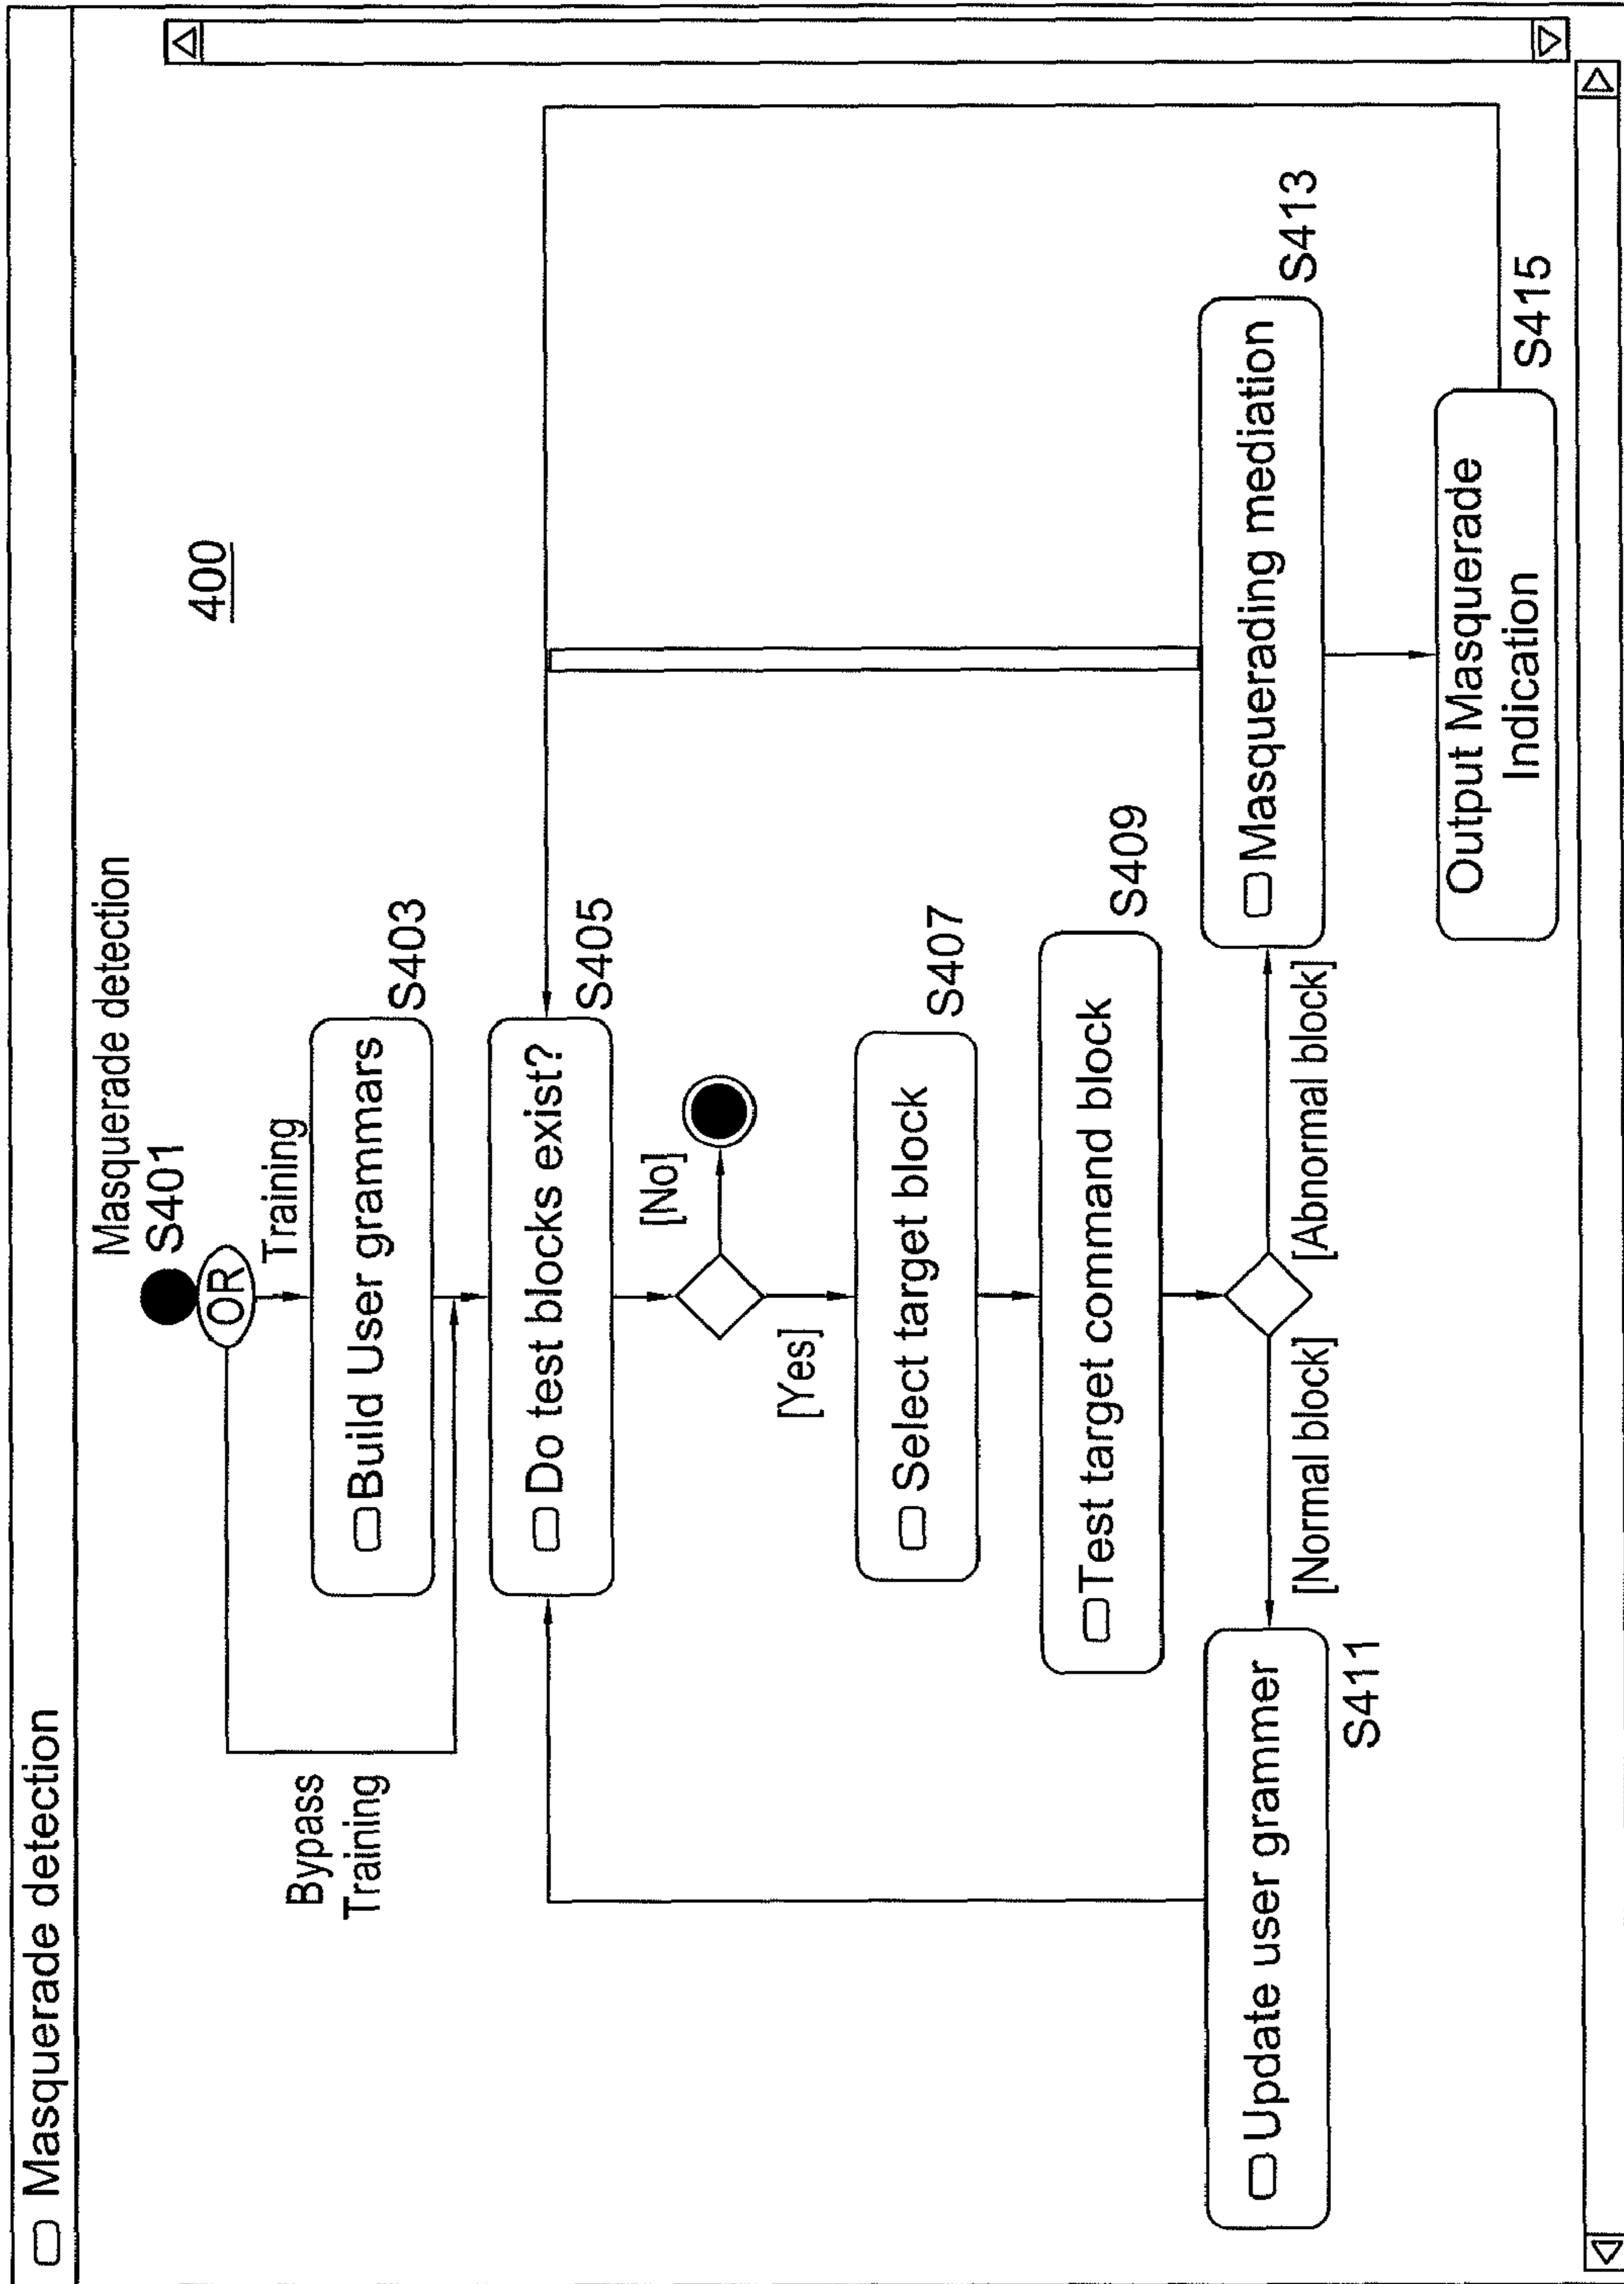 Masquerade detection
Masquerade detection
S401
400
OR
Training
Bypass
Training
Build User grammars
S403
Do test blocks exist?
S405
[No]
[Yes]
Select target block
S407
Test target command block
S409
[Normal block]
[Abnormal block]
Update user grammer
S411
Masquerading mediation
S413
Output Masquerade
Indication
S415